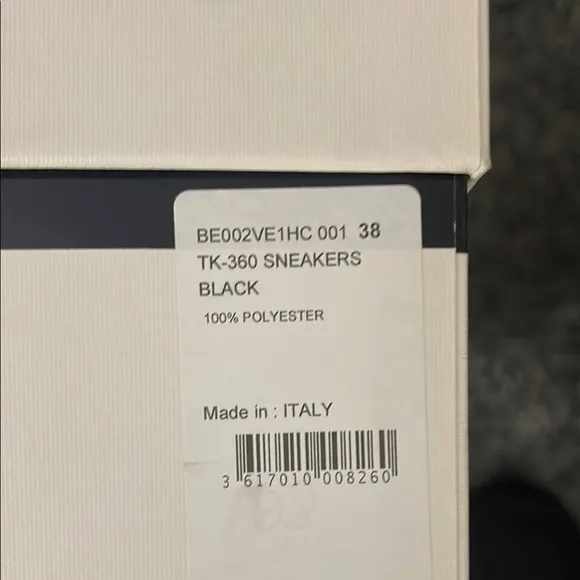 BE002VE1HC 001 38
TK-360 SNEAKERS
BLACK
100% POLYESTER
Made in : ITALY
3 617010 008260